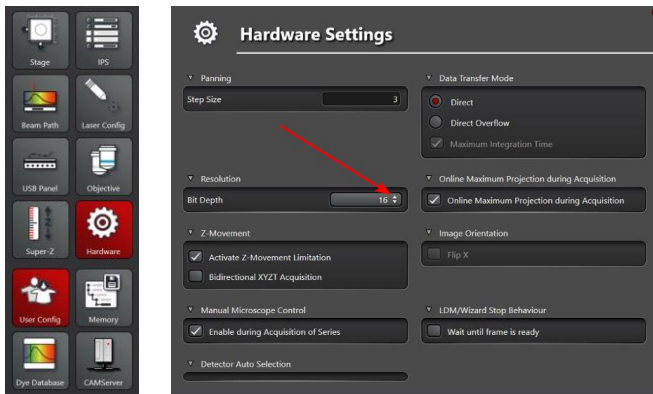 Stage IPS
Beam Path Laser Config
USB Panel Objective
Super-Z Hardware
User Config Memory
Dye Database CAMServer
Hardware Settings
Panning
Step Size 3
Resolution
Bit Depth 16
Z-Movement
Activate Z-Movement Limitation
Bidirectional XYZT Acquisition
Manual Microscope Control
Enable during Acquisition of Series
Detector Auto Selection
Data Transfer Mode
Direct
Direct Overflow
Maximum Integration Time
Online Maximum Projection during Acquisition
Online Maximum Projection during Acquisition
Image Orientation
Flip X
LDM/Wizard Stop Behaviour
Wait until frame is ready